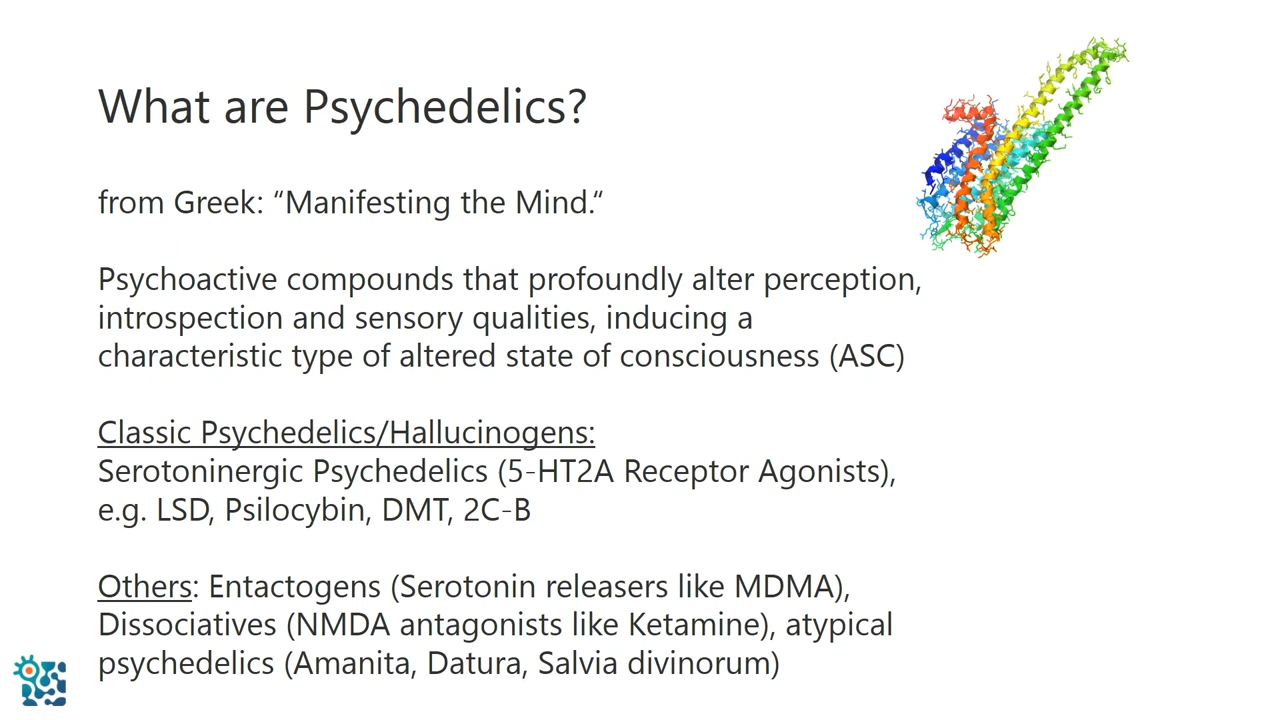 What are Psychedelics?
from Greek: “Manifesting the Mind.“
Psychoactive compounds that profoundly alter perception,
introspection and sensory qualities, inducing a
characteristic type of altered state of consciousness (ASC)
Classic Psychedelics/Hallucinogens:
Serotoninergic Psychedelics (5-HT2A Receptor Agonists),
e.g. LSD, Psilocybin, DMT, 2C-B
Others: Entactogens (Serotonin releasers like MDMA),
Dissociatives (NMDA antagonists like Ketamine), atypical
psychedelics (Amanita, Datura, Salvia divinorum)